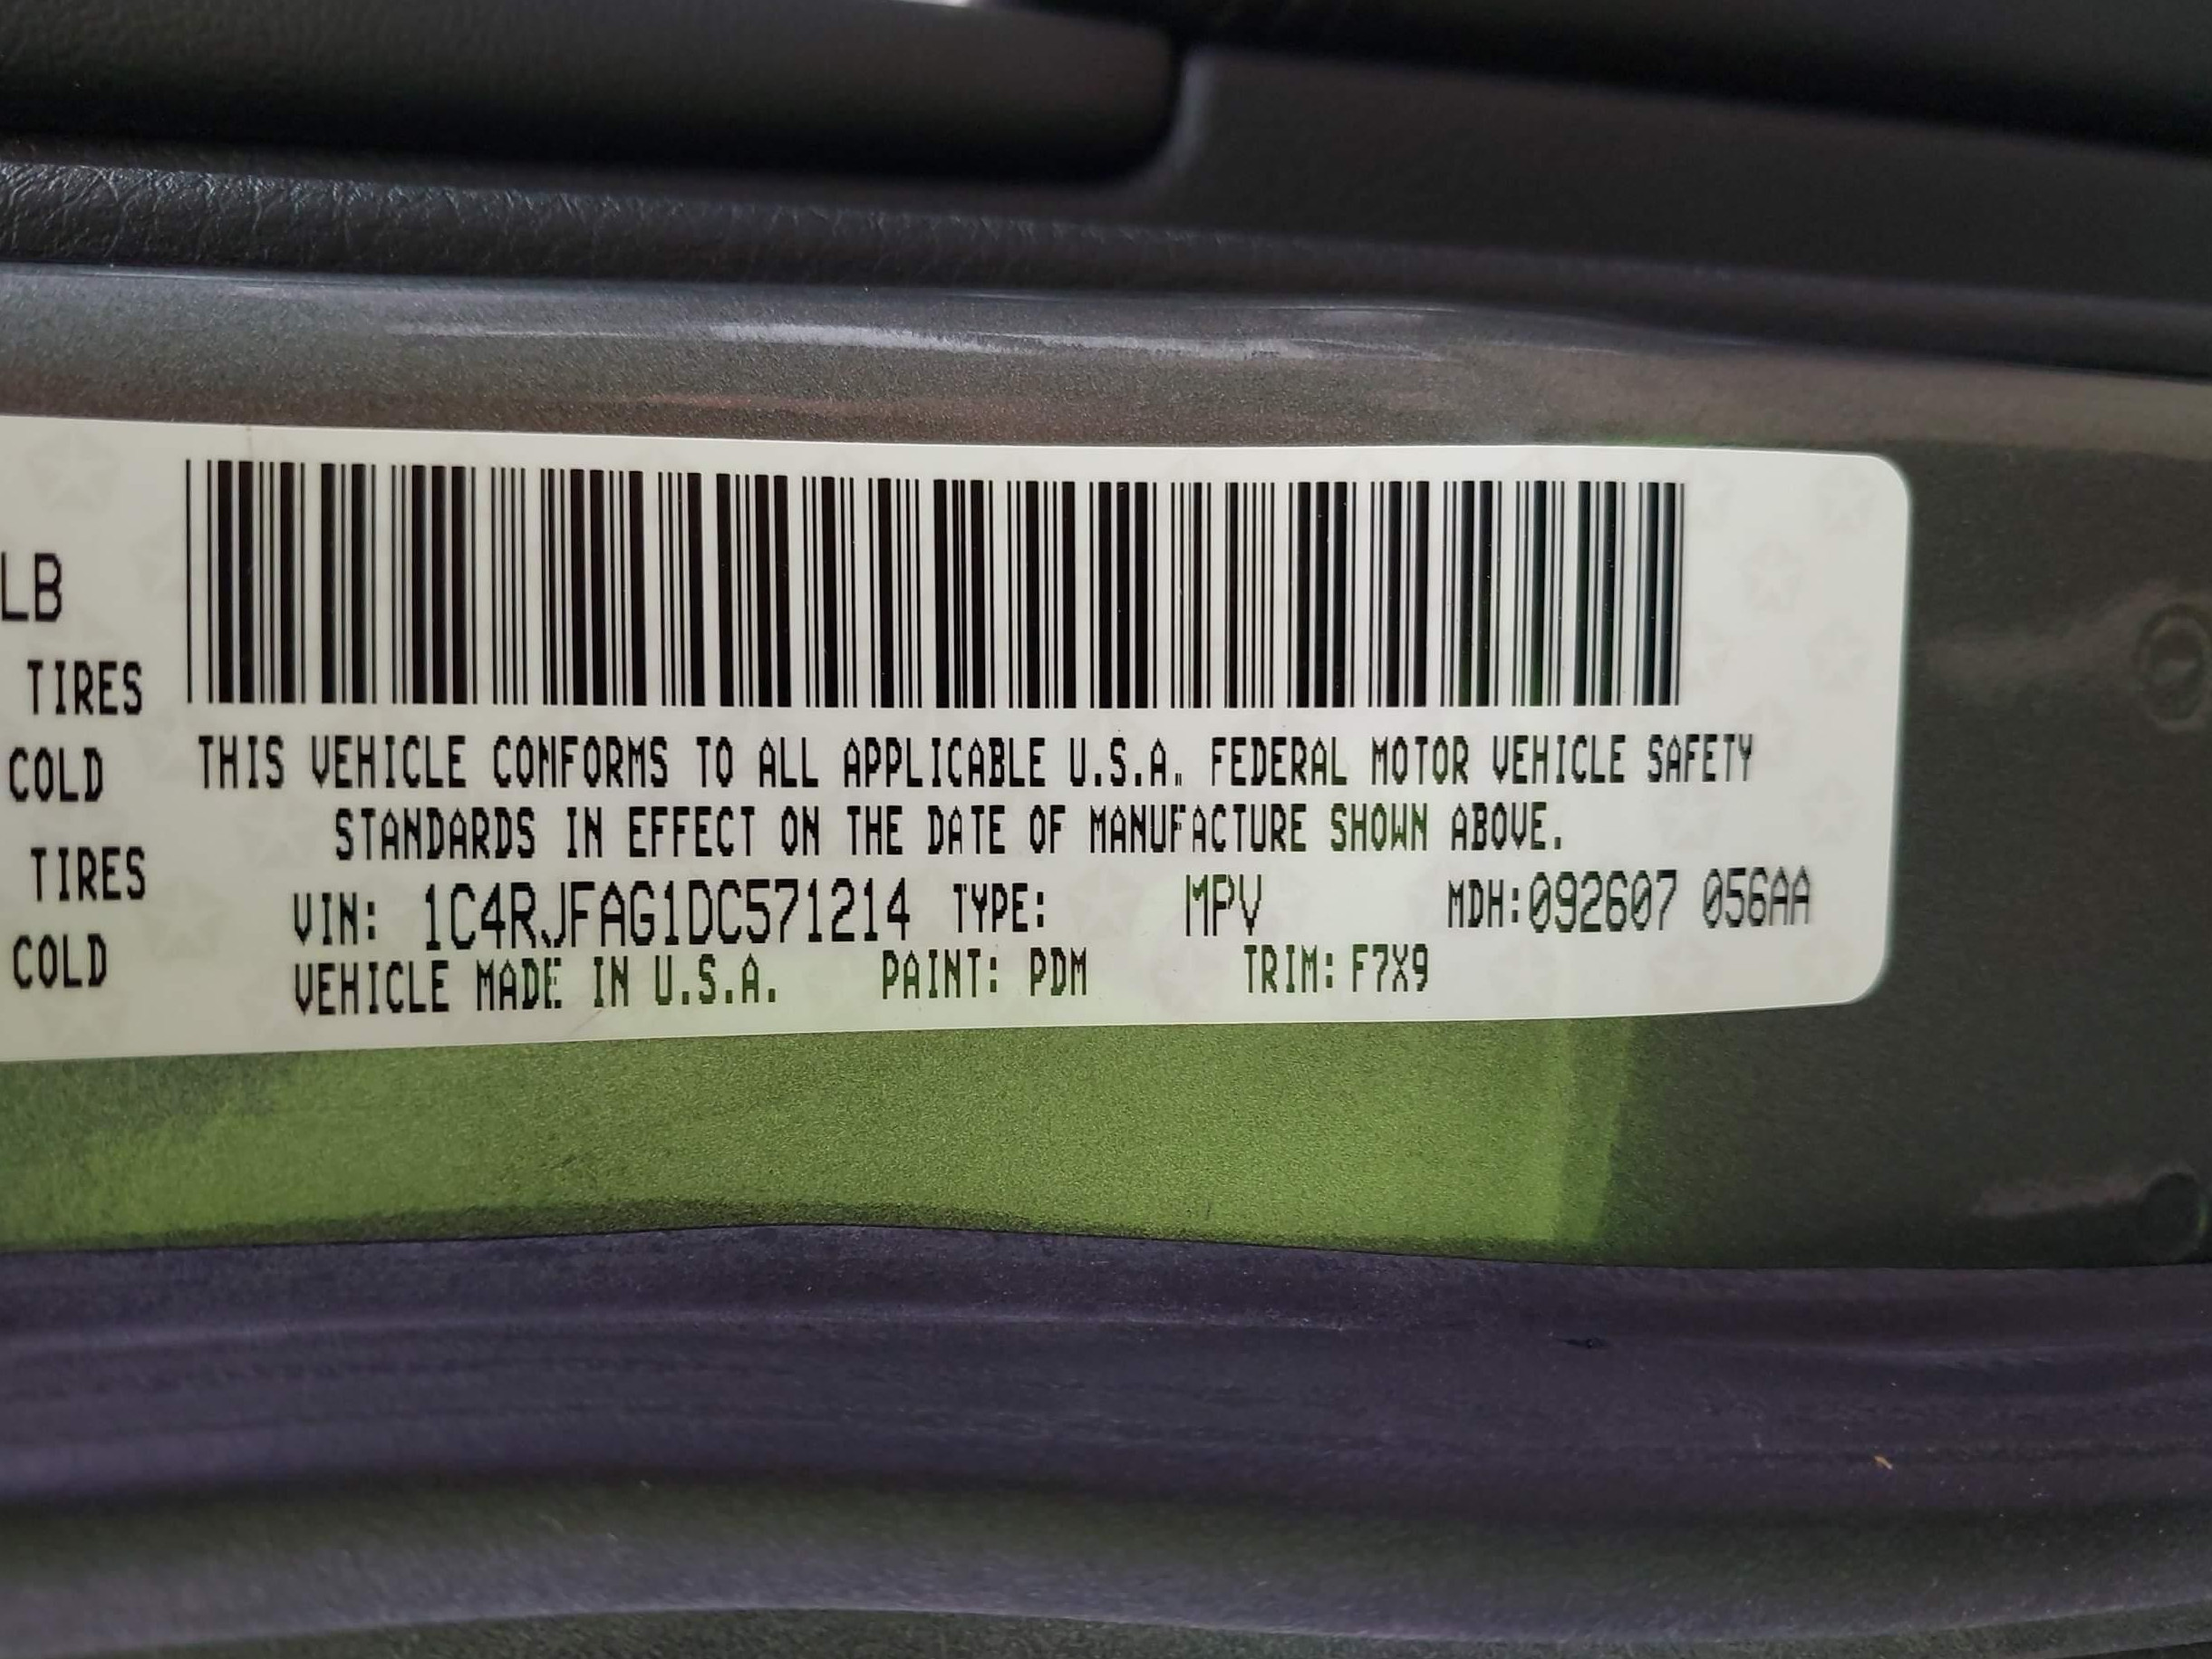 LB
TIRES
COLD
TIRES
COLD
THIS VEHICLE CONFORMS TO ALL APPLICABLE U.S.A. FEDERAL MOTOR VEHICLE SAFETY
STANDARDS IN EFFECT ON THE DATE OF MANUFACTURE SHOWN ABOVE.
VIN: 1C4RJFAG1DC571214 TYPE: MPV MDH:092607 056AA
VEHICLE MADE IN U.S.A. PAINT: PDM TRIM: F7X9